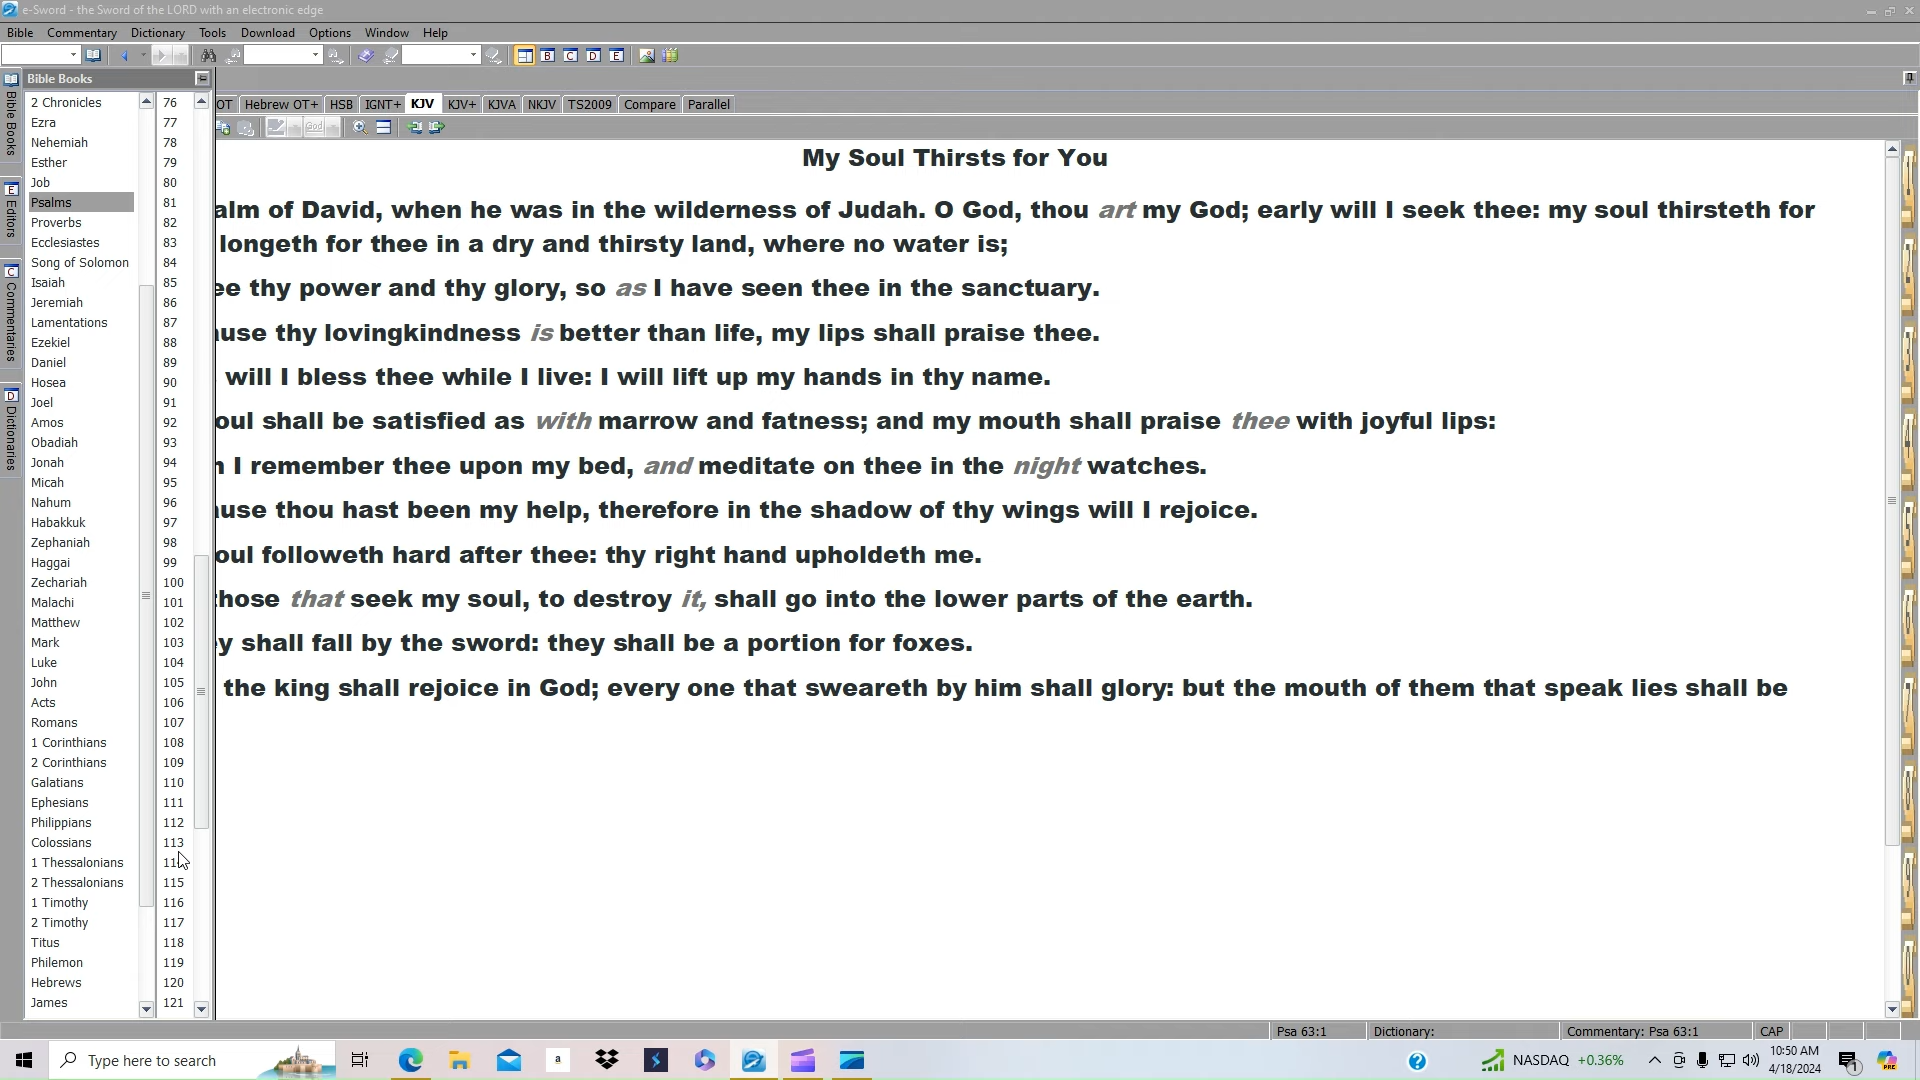 e-Sword - the Sword of the LORD with an electronic edge
Bible Commentary Dictionary Tools Download Options Window Help
B C D E
Bible Books
OT Hebrew OT+ HSB IGNT+ KJV KJV+ KJVA NKJV TS2009 Compare Parallel
God
Bible Books
E Editors
C Commentaries
D Dictionaries
2 Chronicles 76
Ezra 77
Nehemiah 78
Esther 79
Job 80
Psalms 81
Proverbs 82
Ecclesiastes 83
Song of Solomon 84
Isaiah 85
Jeremiah 86
Lamentations 87
Ezekiel 88
Daniel 89
Hosea 90
Joel 91
Amos 92
Obadiah 93
Jonah 94
Micah 95
Nahum 96
Habakkuk 97
Zephaniah 98
Haggai 99
Zechariah 100
Malachi 101
Matthew 102
Mark 103
Luke 104
John 105
Acts 106
Romans 107
1 Corinthians 108
2 Corinthians 109
Galatians 110
Ephesians 111
Philippians 112
Colossians 113
1 Thessalonians
2 Thessalonians 115
1 Timothy 116
2 Timothy 117
Titus 118
Philemon 119
Hebrews 120
James 121
My Soul Thirsts for You
alm of David, when he was in the wilderness of Judah. O God, thou art my God; early will I seek thee: my soul thirsteth for
longeth for thee in a dry and thirsty land, where no water is;
ee thy power and thy glory, so as I have seen thee in the sanctuary.
ause thy lovingkindness is better than life, my lips shall praise thee.
will I bless thee while I live: I will lift up my hands in thy name.
oul shall be satisfied as with marrow and fatness; and my mouth shall praise thee with joyful lips:
I remember thee upon my bed, and meditate on thee in the night watches.
ause thou hast been my help, therefore in the shadow of thy wings will I rejoice.
oul followeth hard after thee: thy right hand upholdeth me.
those that seek my soul, to destroy it, shall go into the lower parts of the earth.
y shall fall by the sword: they shall be a portion for foxes.
the king shall rejoice in God; every one that sweareth by him shall glory: but the mouth of them that speak lies shall be
Psa 63:1 Dictionary: Commentary: Psa 63:1 CAP
Type here to search
a
NASDAQ +0.36%
10:50 AM
4/18/2024
1
PRE